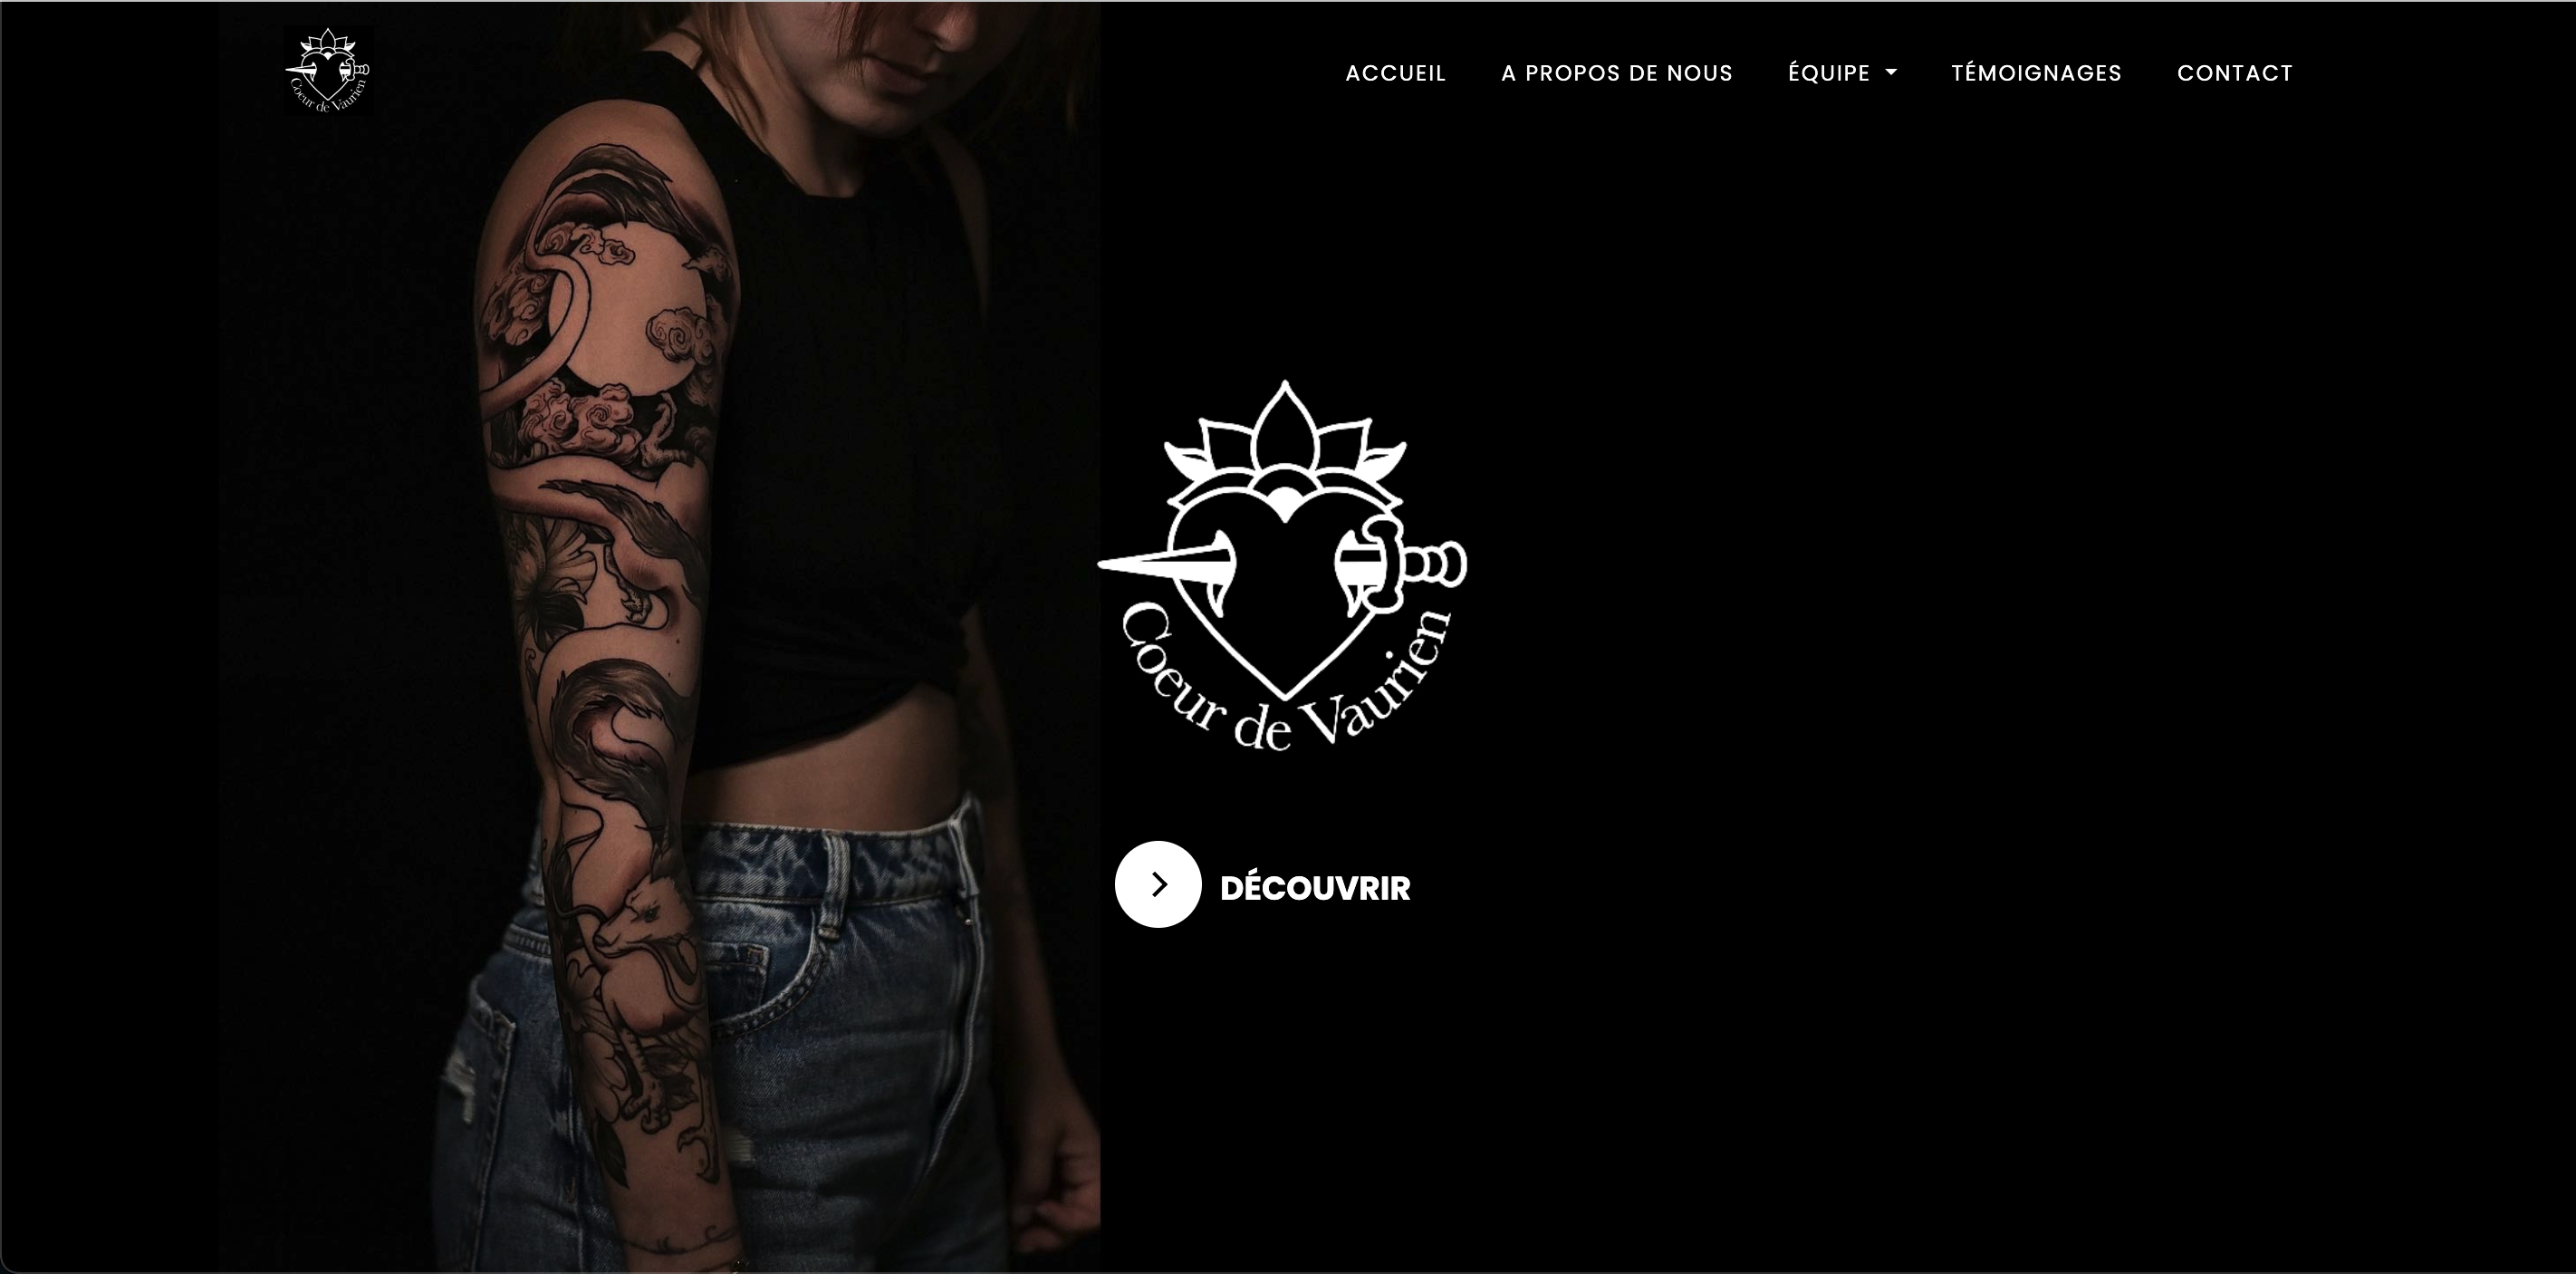 Coeur de Vaurien
ACCUEIL
A PROPOS DE NOUS
ÉQUIPE
TÉMOIGNAGES
CONTACT
Coeur de Vaurien
DÉCOUVRIR